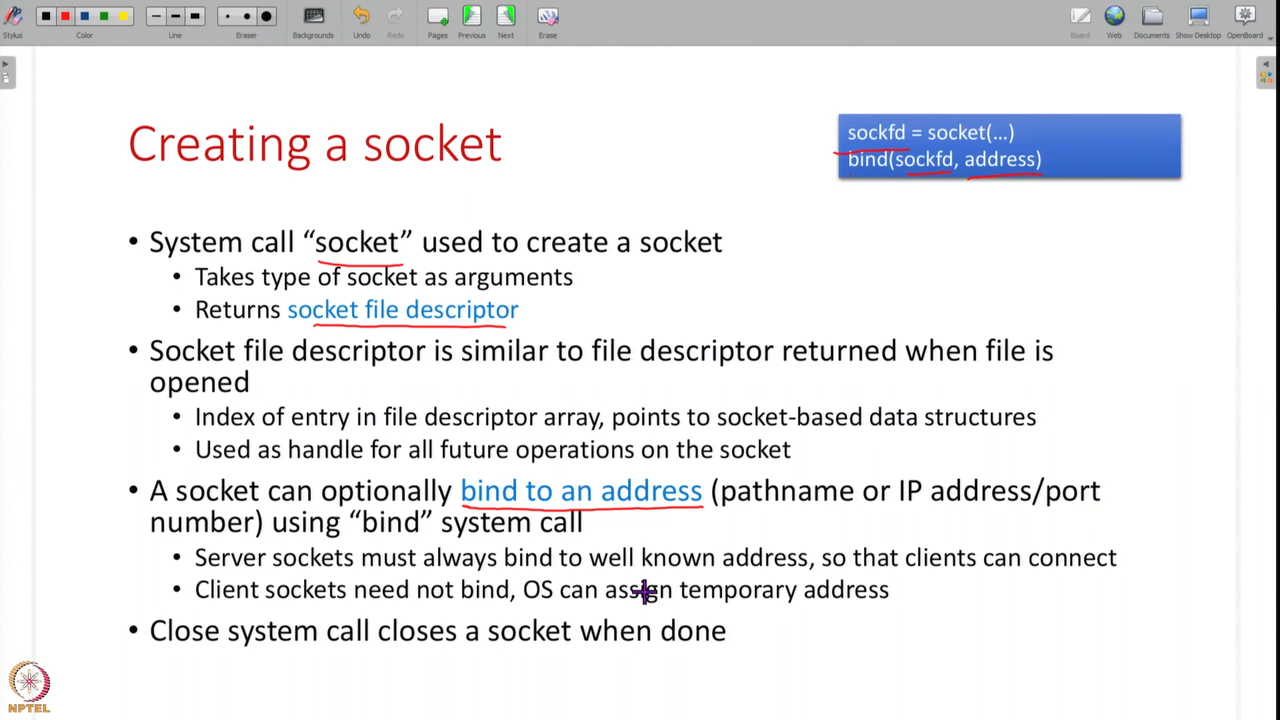 Stylus
Color
Line
Eraser
Backgrounds
Undo
Redo
Pages
Previous
Next
Erase
Board
Web
Documents
Show Desktop
OpenBoard
Creating a socket
sockfd = socket(...)
bind(sockfd, address)
• System call “socket” used to create a socket
• Takes type of socket as arguments
• Returns socket file descriptor
• Socket file descriptor is similar to file descriptor returned when file is
opened
• Index of entry in file descriptor array, points to socket-based data structures
• Used as handle for all future operations on the socket
• A socket can optionally bind to an address (pathname or IP address/port
number) using “bind” system call
• Server sockets must always bind to well known address, so that clients can connect
• Client sockets need not bind, OS can assign temporary address
• Close system call closes a socket when done
NPTEL